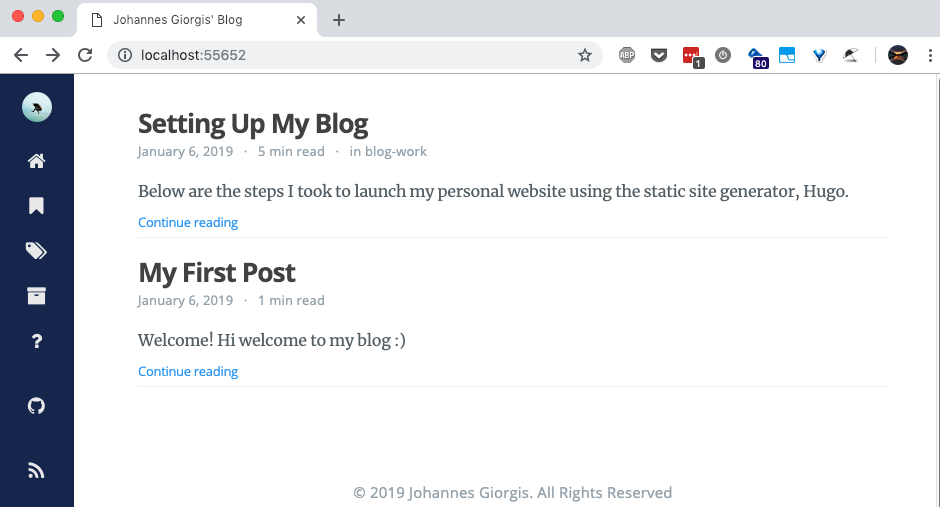 Johannes Giorgis' Blog
localhost:55652
ABP
1
80
Setting Up My Blog
January 6, 2019 · 5 min read · in blog-work
Below are the steps I took to launch my personal website using the static site generator, Hugo.
Continue reading
My First Post
January 6, 2019 · 1 min read
Welcome! Hi welcome to my blog :)
Continue reading
© 2019 Johannes Giorgis. All Rights Reserved